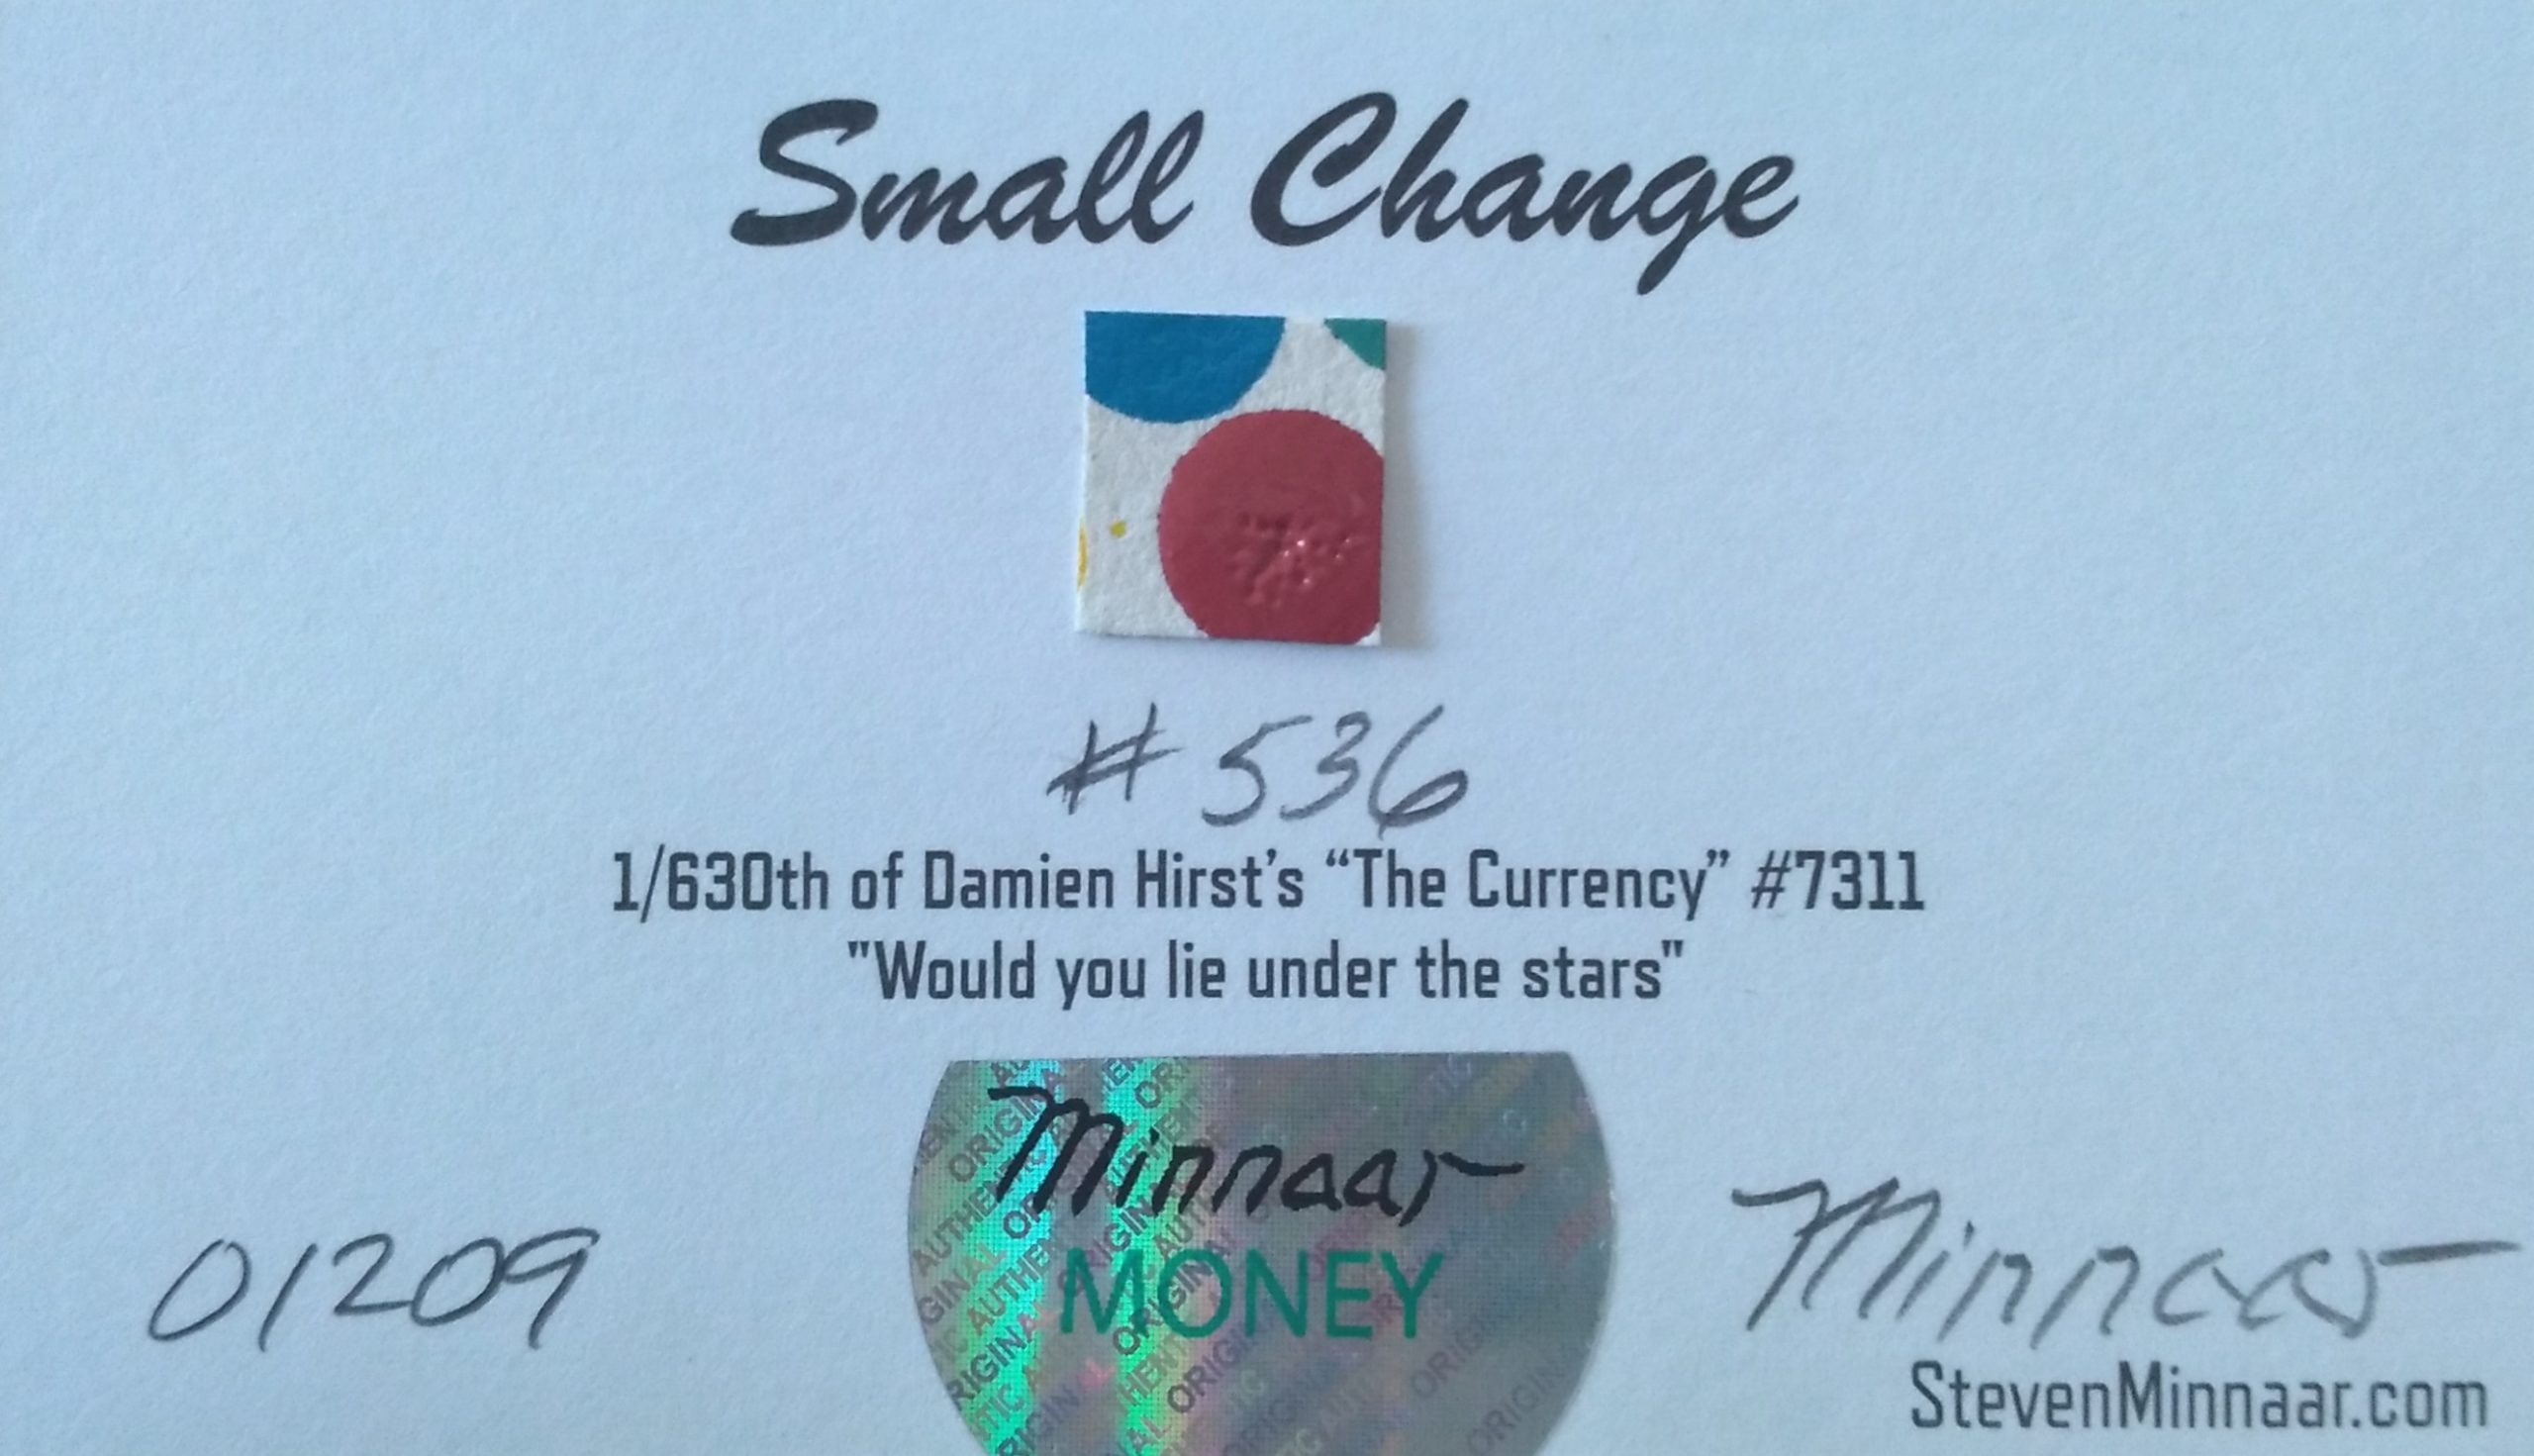 Small Change
# 536
1/630th of Damien Hirst's “The Currency” #7311
"Would you lie under the stars"
Minnaar
MONEY
01209
Minnaar
StevenMinnaar.com